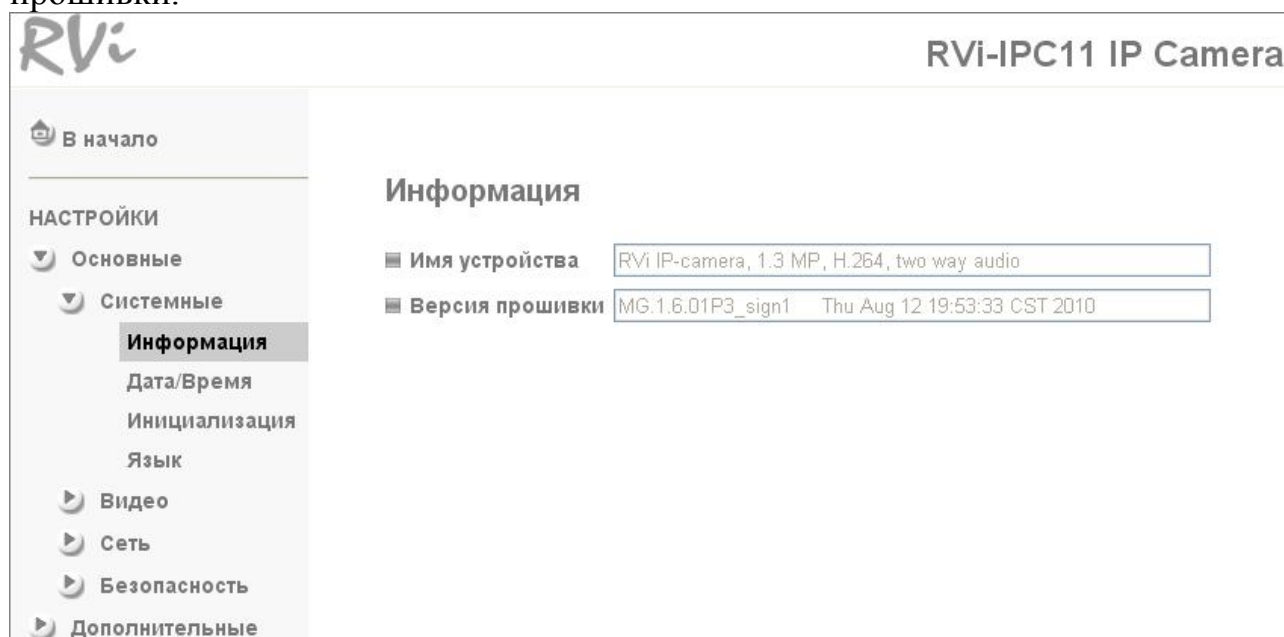 прошивки.
RVi
RVi-IPC11 IP Camera
В начало
НАСТРОЙКИ
Основные
Системные
Информация
Дата/Время
Инициализация
Язык
Видео
Сеть
Безопасность
Дополнительные
Информация
Имя устройства RVi IP-camera, 1.3 MP, H.264, two way audio
Версия прошивки MG.1.6.01P3_sign1 Thu Aug 12 19:53:33 CST 2010